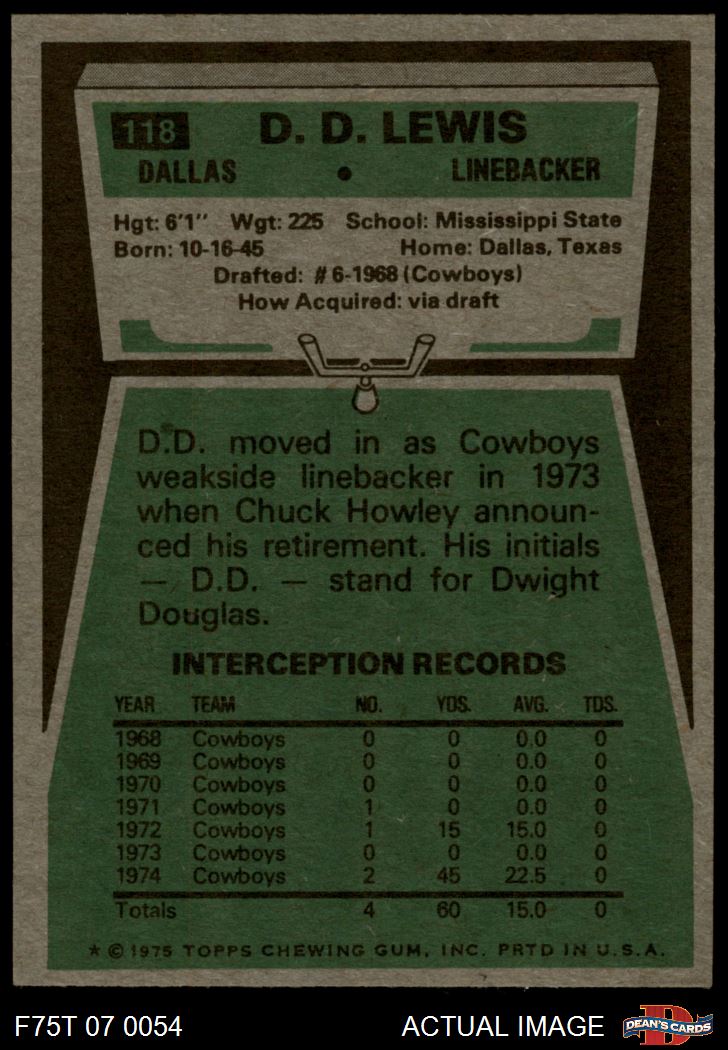 118 D. D. LEWIS
DALLAS • LINEBACKER
Hgt: 6'1" Wgt: 225 School: Mississippi State
Born: 10-16-45 Home: Dallas, Texas
Drafted: #6-1968 (Cowboys)
How Acquired: via draft
D.D. moved in as Cowboys
weakside linebacker in 1973
when Chuck Howley announ-
ced his retirement. His initials
— D.D. — stand for Dwight
Douglas.
INTERCEPTION RECORDS
YEAR TEAM NO. YDS. AVG. TDS.
1968 Cowboys 0 0 0.0 0
1969 Cowboys 0 0 0.0 0
1970 Cowboys 0 0 0.0 0
1971 Cowboys 1 0 0.0 0
1972 Cowboys 1 15 15.0 0
1973 Cowboys 0 0 0.0 0
1974 Cowboys 2 45 22.5 0
Totals 4 60 15.0 0
★ © 1975 TOPPS CHEWING GUM, INC. PRTD IN U.S.A.
F75T 07 0054 ACTUAL IMAGE D DEAN'S CARDS